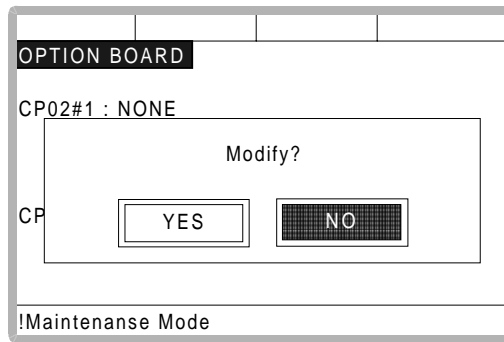 OPTION BOARD
CP02#1 : NONE
Modify?
CP
YES NO
!Maintenanse Mode